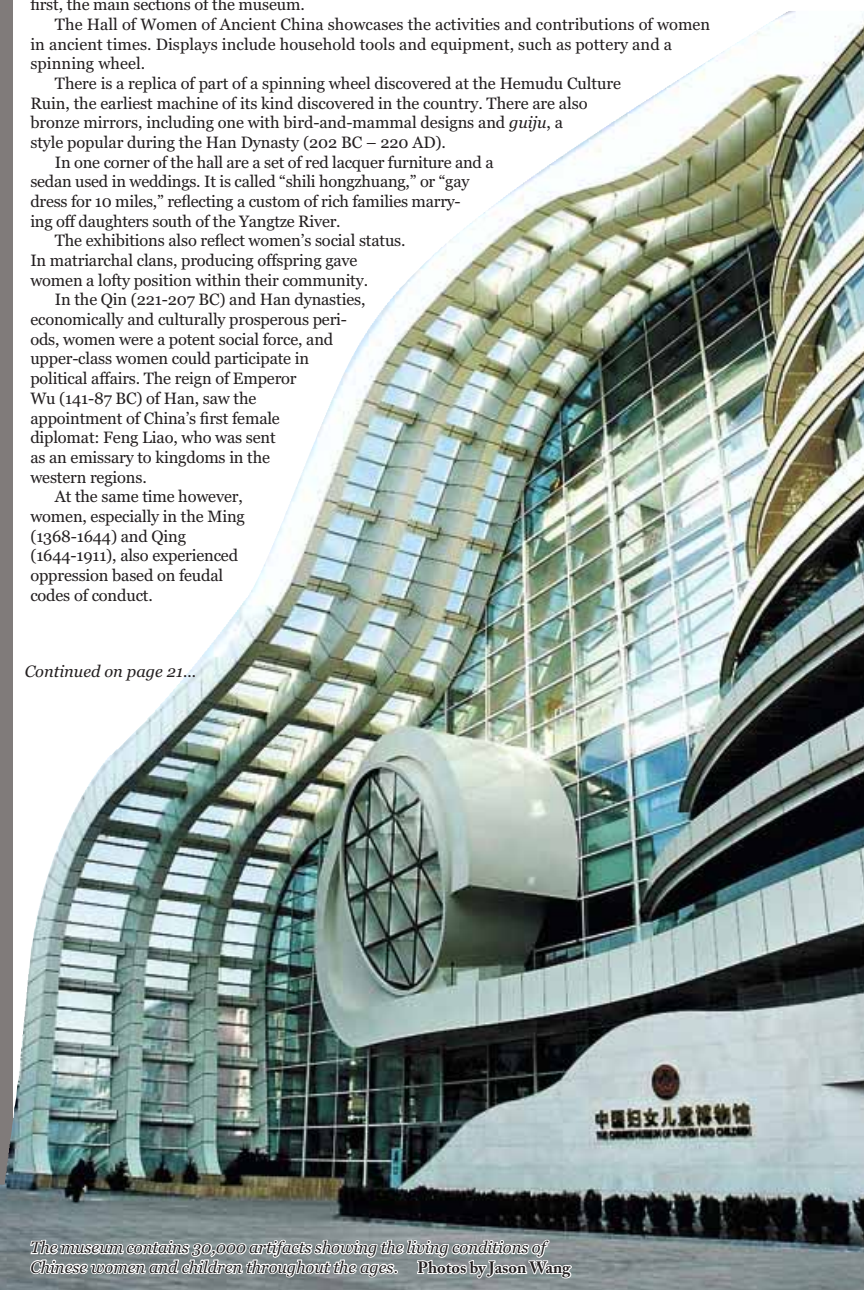 first, the main sections of the museum.
The Hall of Women of Ancient China showcases the activities and contributions of women
in ancient times. Displays include household tools and equipment, such as pottery and a
spinning wheel.
There is a replica of part of a spinning wheel discovered at the Hemudu Culture
Ruin, the earliest machine of its kind discovered in the country. There are also
bronze mirrors, including one with bird-and-mammal designs and guiju, a
style popular during the Han Dynasty (202 BC – 220 AD).
In one corner of the hall are a set of red lacquer furniture and a
sedan used in weddings. It is called “shili hongzhuang,” or “gay
dress for 10 miles,” reflecting a custom of rich families marry-
ing off daughters south of the Yangtze River.
The exhibitions also reflect women’s social status.
In matriarchal clans, producing offspring gave
women a lofty position within their community.
In the Qin (221-207 BC) and Han dynasties,
economically and culturally prosperous peri-
ods, women were a potent social force, and
upper-class women could participate in
political affairs. The reign of Emperor
Wu (141-87 BC) of Han, saw the
appointment of China’s first female
diplomat: Feng Liao, who was sent
as an emissary to kingdoms in the
western regions.
At the same time however,
women, especially in the Ming
(1368-1644) and Qing
(1644-1911), also experienced
oppression based on feudal
codes of conduct.
Continued on page 21...
中国妇女儿童博物馆
THE CHINESE MUSEUM OF WOMEN AND CHILDREN
The museum contains 30,000 artifacts showing the living conditions of
Chinese women and children throughout the ages. Photos by Jason Wang